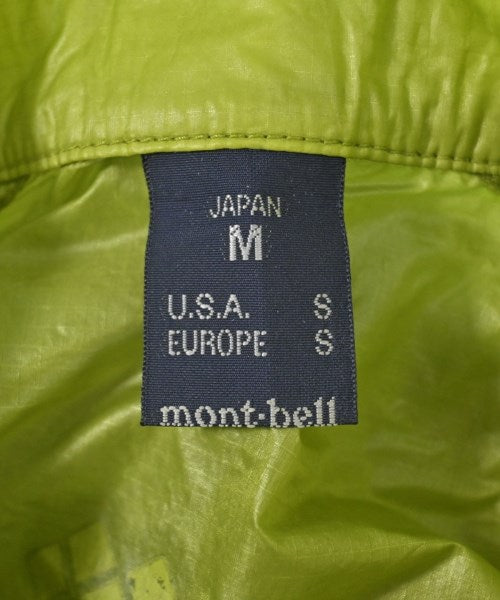 JAPAN
M
U.S.A. S
EUROPE S
mont·bell